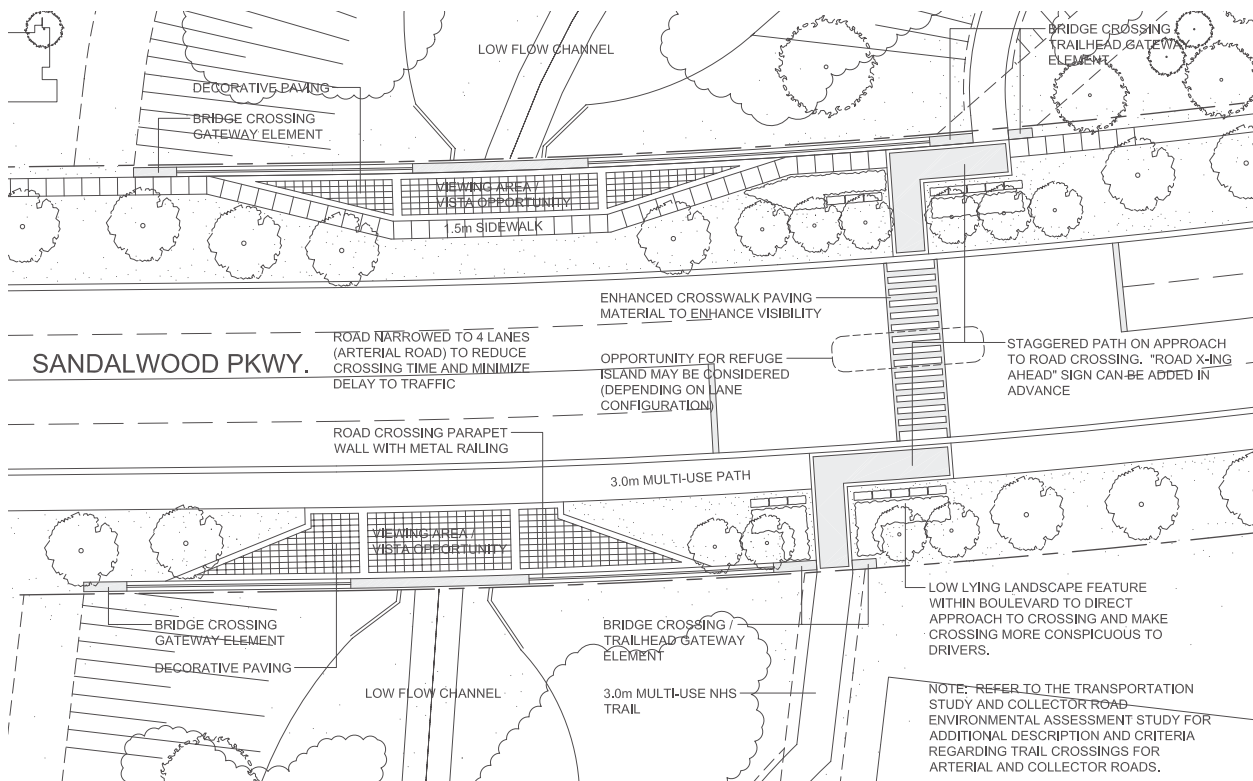 LOW FLOW CHANNEL
BRIDGE CROSSING /
TRAILHEAD GATEWAY
ELEMENT
DECORATIVE PAVING
BRIDGE CROSSING
GATEWAY ELEMENT
VIEWING AREA /
VISTA OPPORTUNITY
1.5m SIDEWALK
ENHANCED CROSSWALK PAVING
MATERIAL TO ENHANCE VISIBILITY
SANDALWOOD PKWY.
ROAD NARROWED TO 4 LANES
(ARTERIAL ROAD) TO REDUCE
CROSSING TIME AND MINIMIZE
DELAY TO TRAFFIC
OPPORTUNITY FOR REFUGE
ISLAND MAY BE CONSIDERED
(DEPENDING ON LANE
CONFIGURATION)
STAGGERED PATH ON APPROACH
TO ROAD CROSSING. "ROAD X-ING
AHEAD" SIGN CAN BE ADDED IN
ADVANCE
ROAD CROSSING PARAPET
WALL WITH METAL RAILING
3.0m MULTI-USE PATH
VIEWING AREA /
VISTA OPPORTUNITY
BRIDGE CROSSING
GATEWAY ELEMENT
DECORATIVE PAVING
LOW FLOW CHANNEL
BRIDGE CROSSING /
TRAILHEAD GATEWAY
ELEMENT
3.0m MULTI-USE NHS
TRAIL
LOW LYING LANDSCAPE FEATURE
WITHIN BOULEVARD TO DIRECT
APPROACH TO CROSSING AND MAKE
CROSSING MORE CONSPICUOUS TO
DRIVERS.
NOTE: REFER TO THE TRANSPORTATION
STUDY AND COLLECTOR ROAD
ENVIRONMENTAL ASSESSMENT STUDY FOR
ADDITIONAL DESCRIPTION AND CRITERIA
REGARDING TRAIL CROSSINGS FOR
ARTERIAL AND COLLECTOR ROADS.